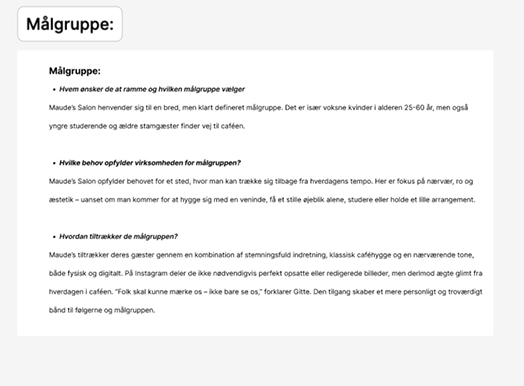 Målgruppe:
Målgruppe:
• Hvem ønsker de at ramme og hvilken målgruppe vælger
Maude's Salon henvender sig til en bred, men klart defineret målgruppe. Det er især voksne kvinder i alderen 25-60 år, men også
yngre studerende og ældre stamgæster finder vej til caféen.
• Hvilke behov opfylder virksomheden for målgruppen?
Maude's Salon opfylder behovet for et sted, hvor man kan trække sig tilbage fra hverdagens tempo. Her er fokus på nærvær, ro og
æstetik – uanset om man kommer for at hygge sig med en veninde, få et stille øjeblik alene, studere eller holde et lille arrangement.
• Hvordan tiltrækker de målgruppen?
Maude's tiltrækker deres gæster gennem en kombination af stemningsfuld indretning, klassisk caféhygge og en nærværende tone,
både fysisk og digitalt. På Instagram deler de ikke nødvendigvis perfekt opsatte eller redigerede billeder, men derimod ægte glimt fra
hverdagen i caféen. "Folk skal kunne mærke os – ikke bare se os," forklarer Gitte. Den tilgang skaber et mere personligt og troværdigt
bånd til følgerne og målgruppen.